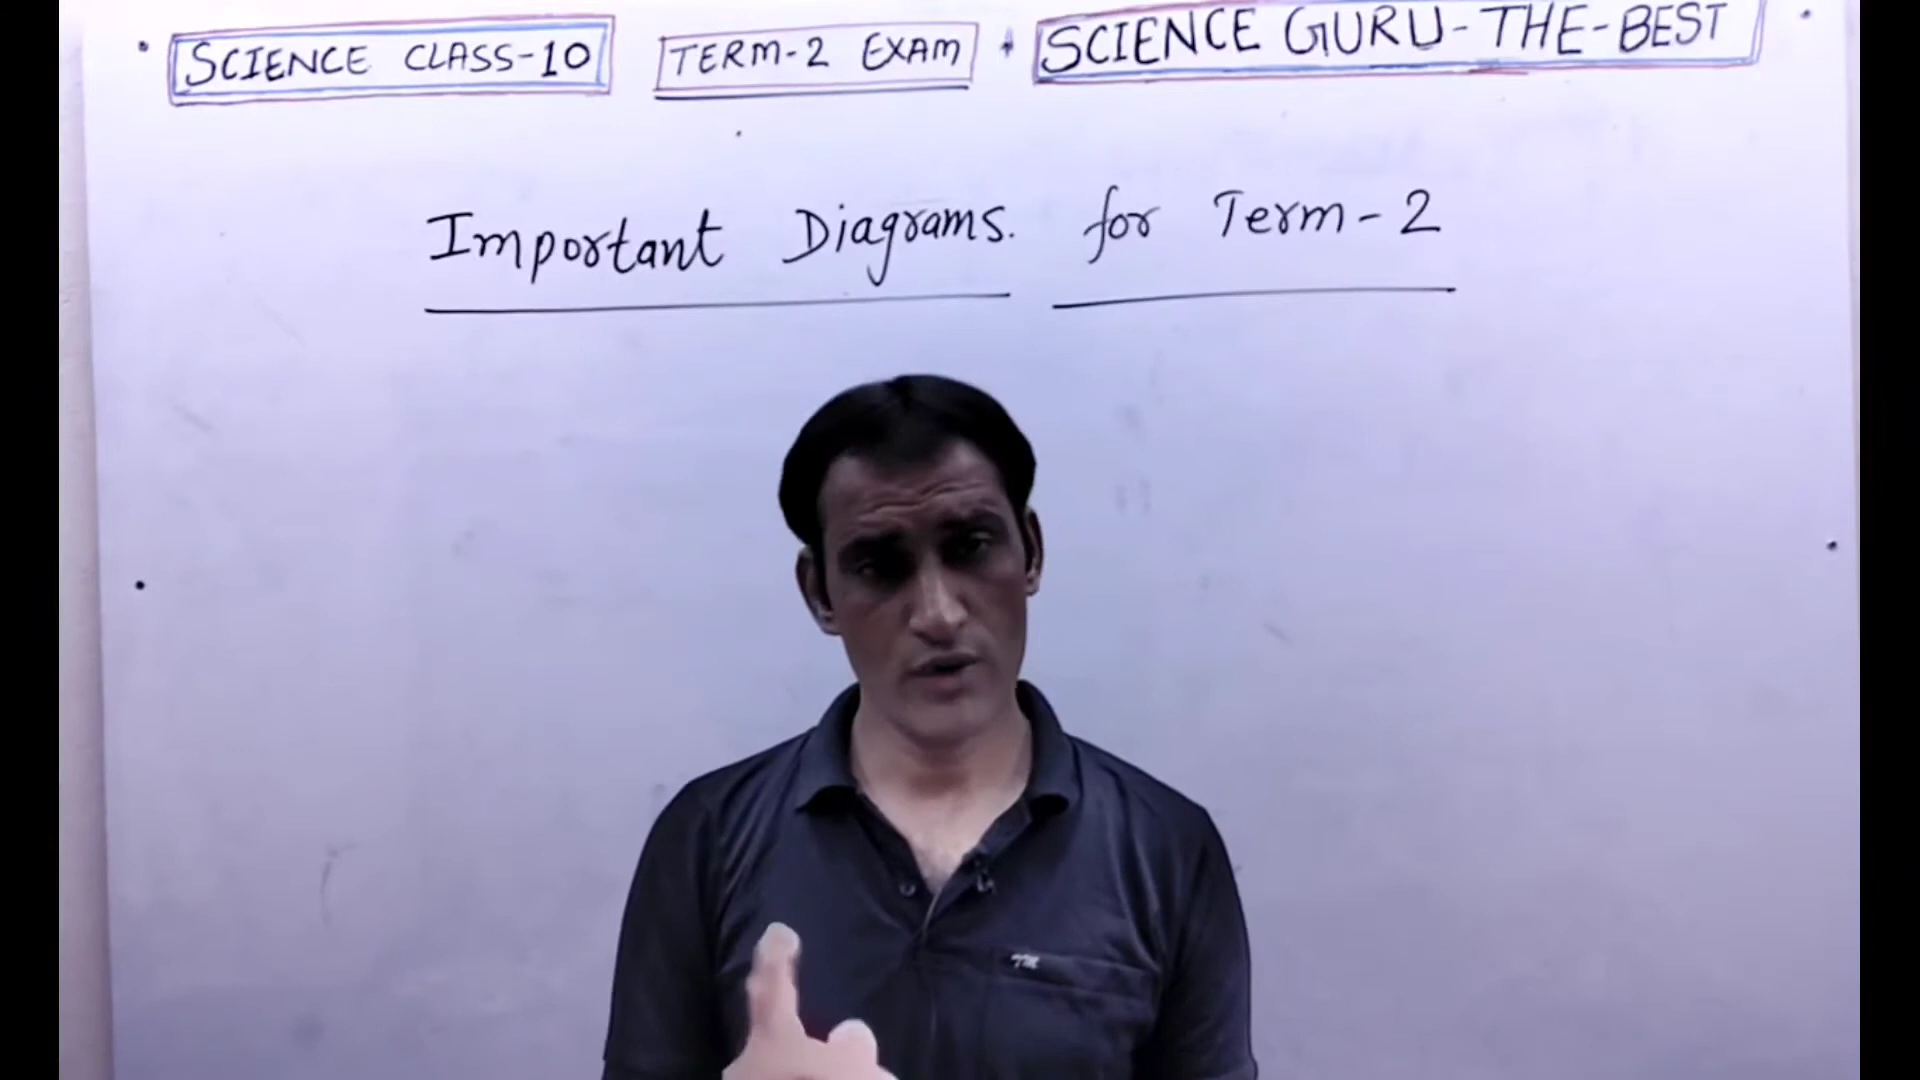 SCIENCE CLASS-10 TERM-2 EXAM SCIENCE GURU-THE-BEST
Important Diagrams. for Term-2